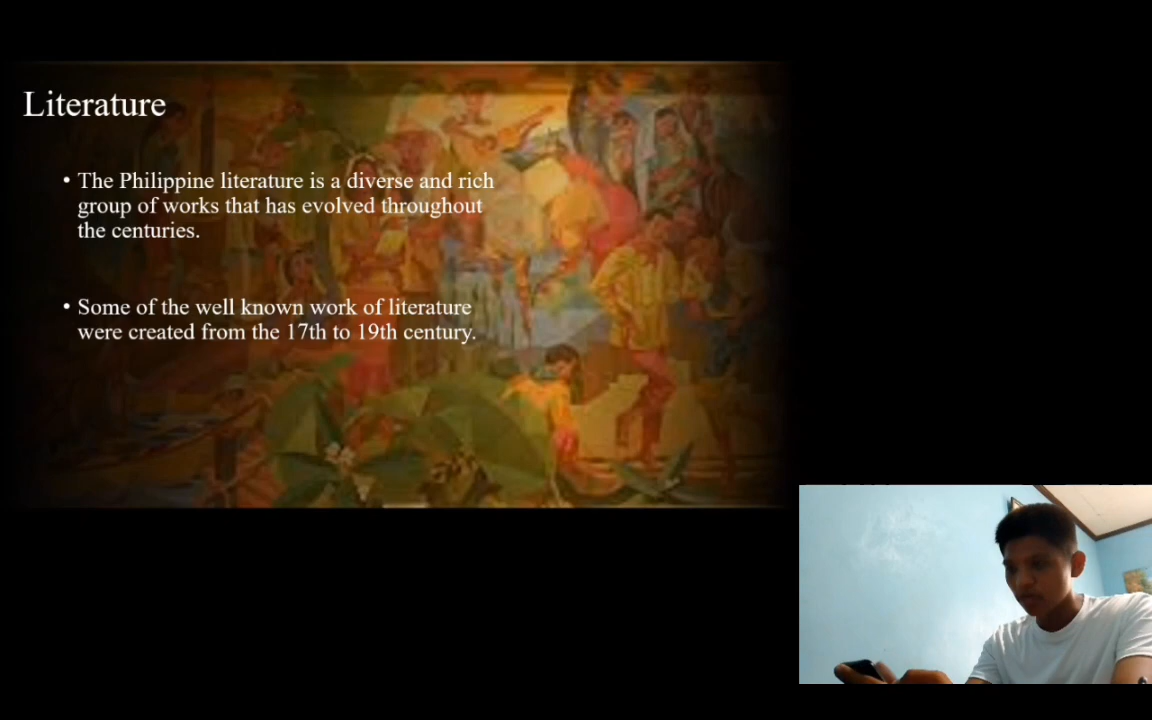 Literature
• The Philippine literature is a diverse and rich
group of works that has evolved throughout
the centuries.
• Some of the well known work of literature
were created from the 17th to 19th century.